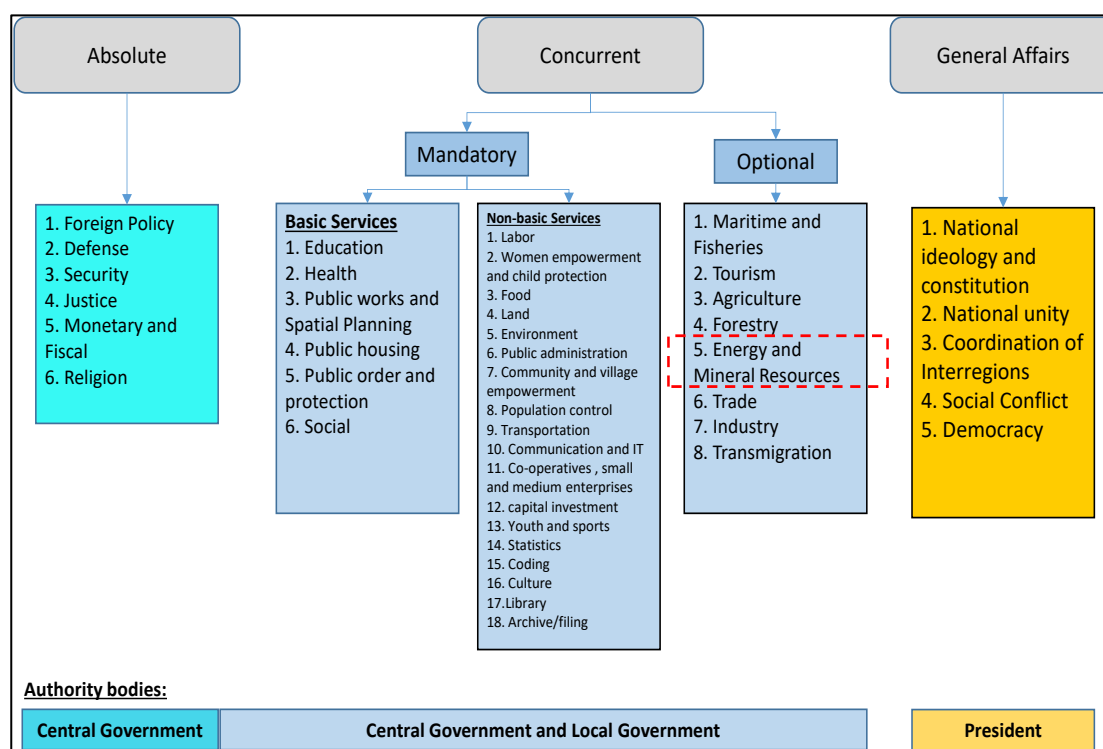 Absolute
Concurrent
General Affairs
Mandatory
Optional
1. Foreign Policy
2. Defense
3. Security
4. Justice
5. Monetary and
Fiscal
6. Religion
Basic Services
1. Education
2. Health
3. Public works and
Spatial Planning
4. Public housing
5. Public order and
protection
6. Social
Non-basic Services
1. Labor
2. Women empowerment
and child protection
3. Food
4. Land
5. Environment
6. Public administration
7. Community and village
empowerment
8. Population control
9. Transportation
10. Communication and IT
11. Co-operatives , small
and medium enterprises
12. capital investment
13. Youth and sports
14. Statistics
15. Coding
16. Culture
17.Library
18. Archive/filing
1. Maritime and
Fisheries
2. Tourism
3. Agriculture
4. Forestry
5. Energy and
Mineral Resources
6. Trade
7. Industry
8. Transmigration
1. National
ideology and
constitution
2. National unity
3. Coordination of
Interregions
4. Social Conflict
5. Democracy
Authority bodies:
Central Government
Central Government and Local Government
President